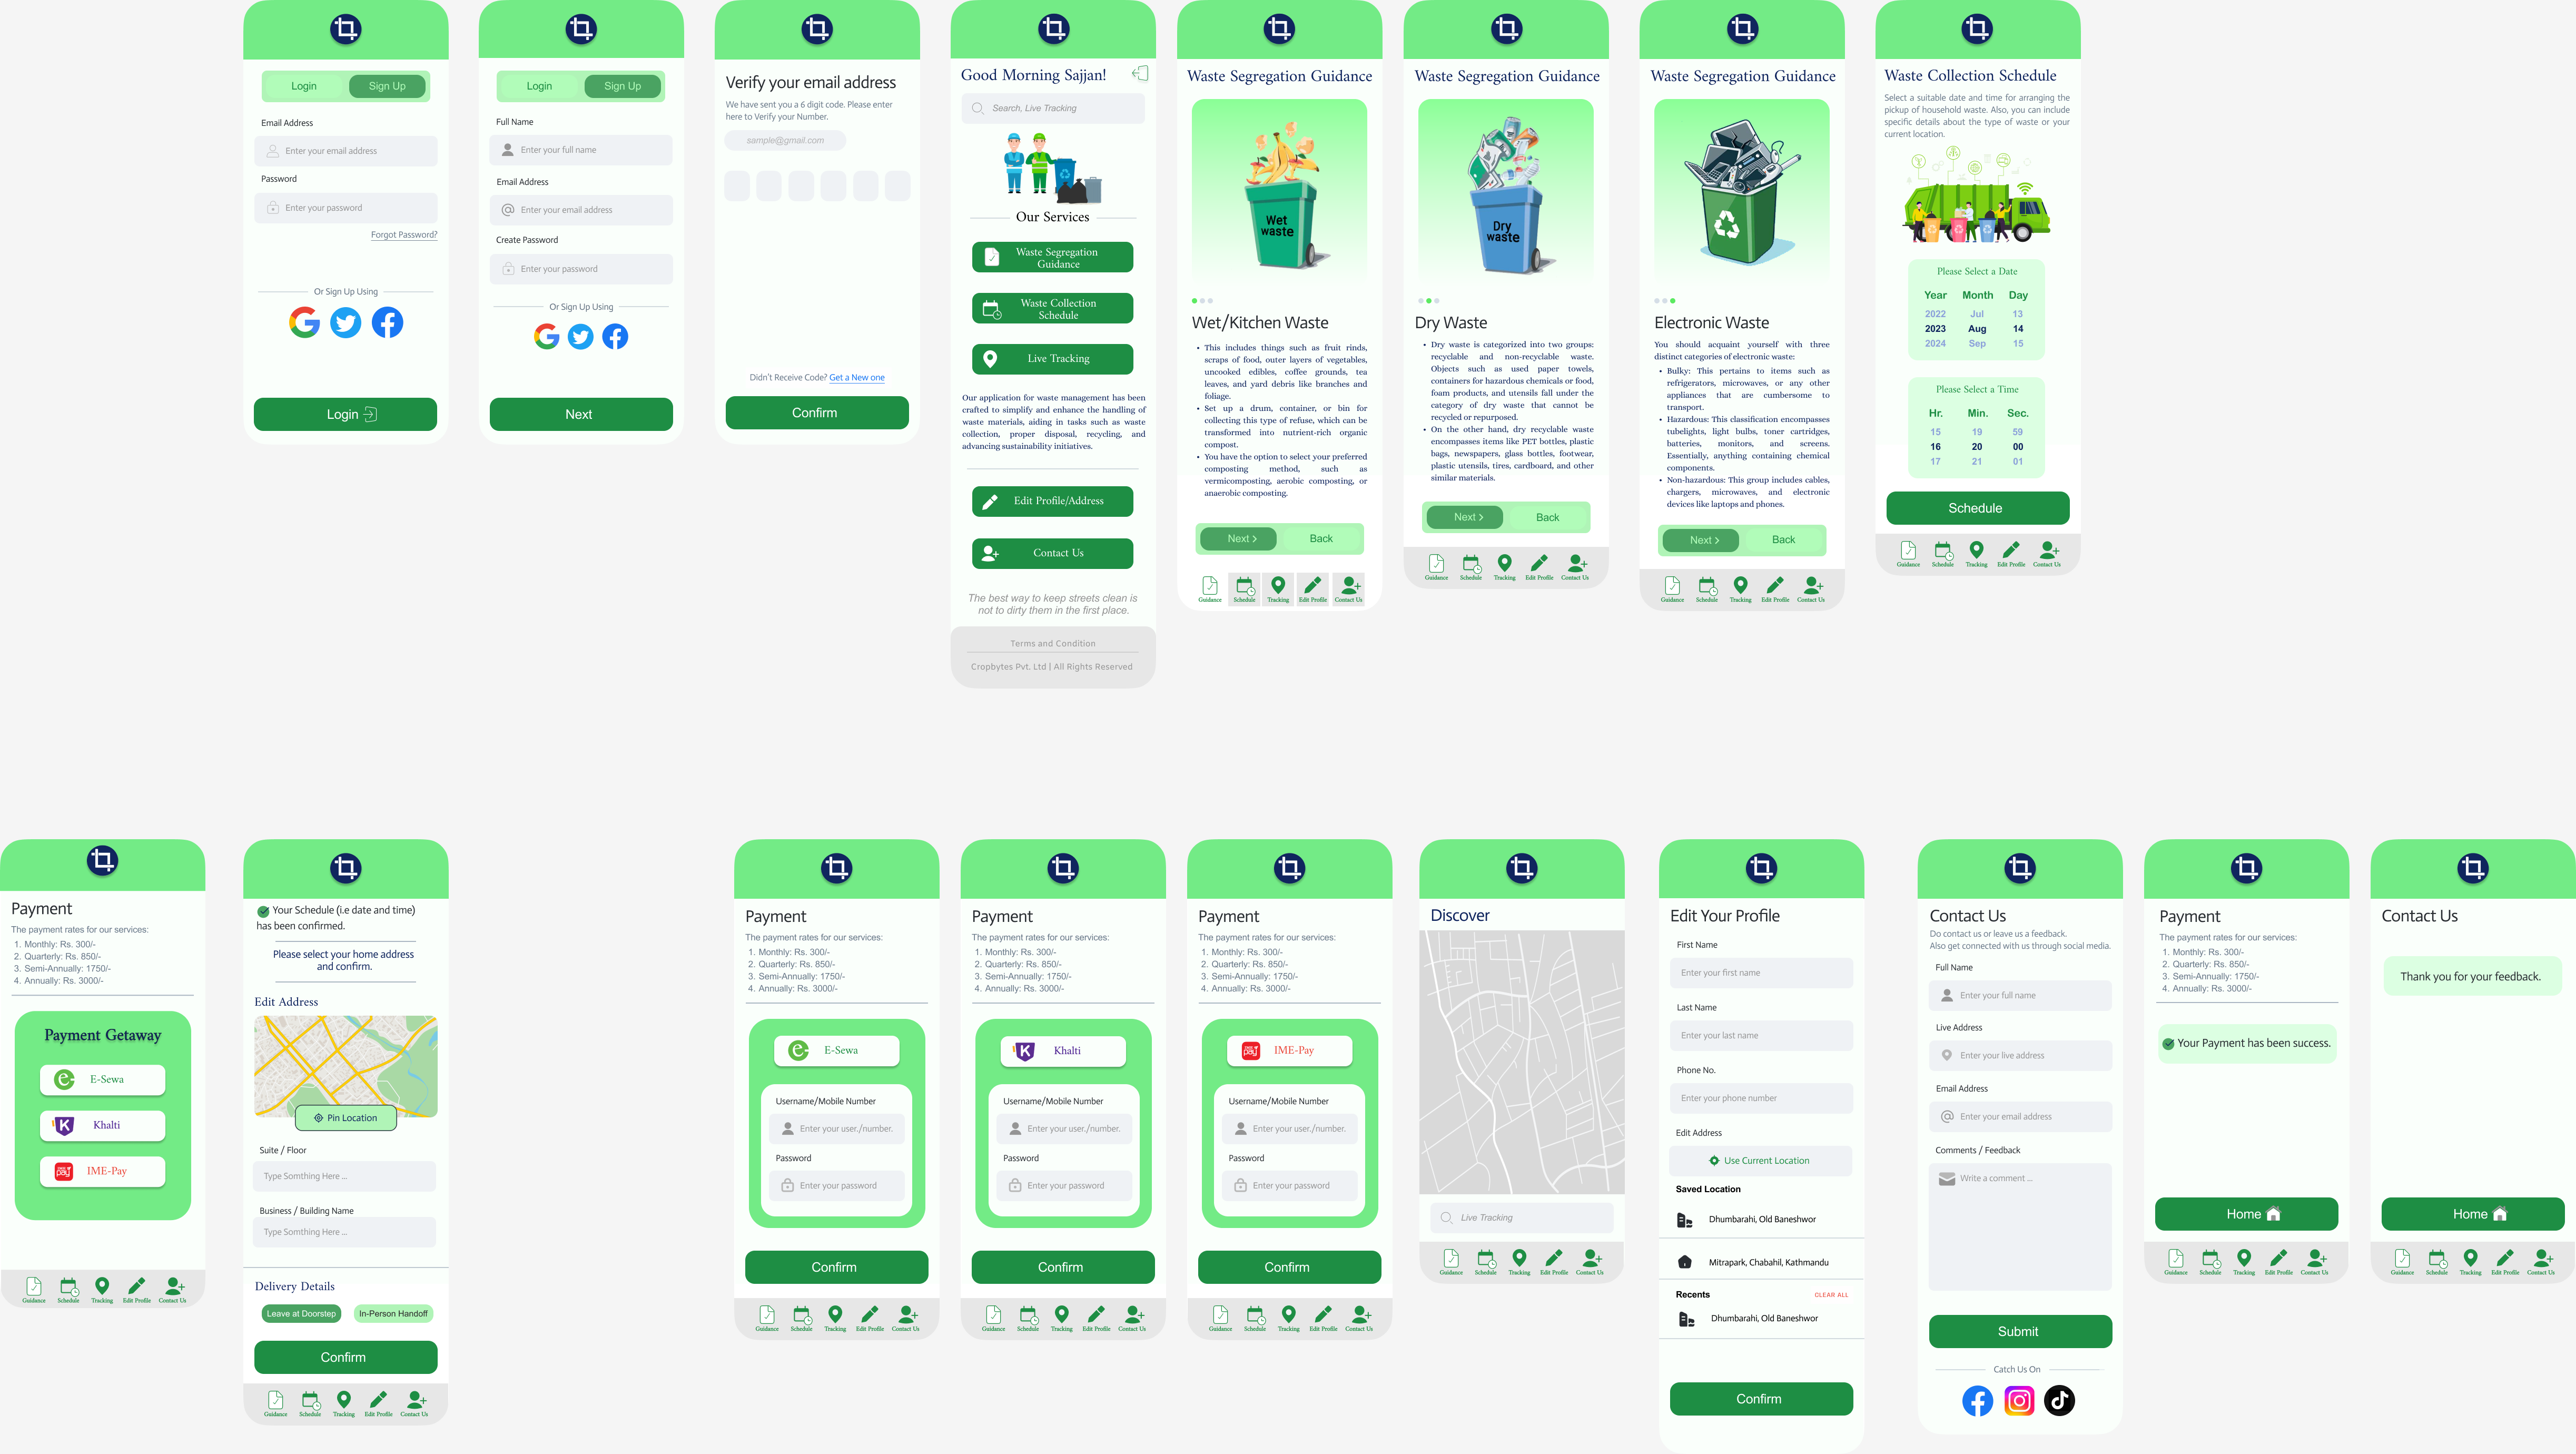 Login
Sign Up
Email Address
Enter your email address
Password
Enter your password
Forgot Password?
Or Sign Up Using
Login
Login
Sign Up
Full Name
Enter your full name
Email Address
Enter your email address
Create Password
Enter your password
Or Sign Up Using
Next
Verify your email address
We have sent you a 6 digit code. Please enter
here to Verify your Number.
sample@gmail.com
Didn't Receive Code? Get a New one
Confirm
Good Morning Sajjan!
Search, Live Tracking
Our Services
Waste Segregation
Guidance
Waste Collection
Schedule
Live Tracking
Our application for waste management has been
crafted to simplify and enhance the handling of
waste materials, aiding in tasks such as waste
collection, proper disposal, recycling, and
advancing sustainability initiatives.
Edit Profile/Address
Contact Us
The best way to keep streets clean is
not to dirty them in the first place.
Terms and Condition
Cropbytes Pvt. Ltd | All Rights Reserved
Waste Segregation Guidance
Wet
waste
Wet/Kitchen Waste
• This includes things such as fruit rinds,
scraps of food, outer layers of vegetables,
uncooked edibles, coffee grounds, tea
leaves, and yard debris like branches and
foliage.
• Set up a drum, container, or bin for
collecting this type of refuse, which can be
transformed into nutrient-rich organic
compost.
• You have the option to select your preferred
composting method, such as
vermicomposting, aerobic composting, or
anaerobic composting.
Next >
Back
Guidance
Schedule
Tracking
Edit Profile
Contact Us
Waste Segregation Guidance
Dry
waste
Dry Waste
• Dry waste is categorized into two groups:
recyclable and non-recyclable waste.
Objects such as used paper towels,
containers for hazardous chemicals or food,
foam products, and utensils fall under the
category of dry waste that cannot be
recycled or repurposed.
• On the other hand, dry recyclable waste
encompasses items like PET bottles, plastic
bags, newspapers, glass bottles, footwear,
plastic utensils, tires, cardboard, and other
similar materials.
Next >
Back
Guidance
Schedule
Tracking
Edit Profile
Contact Us
Waste Segregation Guidance
Electronic Waste
You should acquaint yourself with three
distinct categories of electronic waste:
• Bulky: This pertains to items such as
refrigerators, microwaves, or any other
appliances that are cumbersome to
transport.
• Hazardous: This classification encompasses
tubelights, light bulbs, toner cartridges,
batteries, monitors, and screens.
Essentially, anything containing chemical
components.
• Non-hazardous: This group includes cables,
chargers, microwaves, and electronic
devices like laptops and phones.
Next >
Back
Guidance
Schedule
Tracking
Edit Profile
Contact Us
Waste Collection Schedule
Select a suitable date and time for arranging the
pickup of household waste. Also, you can include
specific details about the type of waste or your
current location.
Please Select a Date
Year Month Day
2022 Jul 13
2023 Aug 14
2024 Sep 15
Please Select a Time
Hr. Min. Sec.
15 19 59
16 20 00
17 21 01
Schedule
Guidance
Schedule
Tracking
Edit Profile
Contact Us
Payment
The payment rates for our services:
1. Monthly: Rs. 300/-
2. Quarterly: Rs. 850/-
3. Semi-Annually: 1750/-
4. Annually: Rs. 3000/-
Payment Getaway
E-Sewa
Khalti
IME-Pay
Guidance
Schedule
Tracking
Edit Profile
Contact Us
Your Schedule (i.e date and time)
has been confirmed.
Please select your home address
and confirm.
Edit Address
Pin Location
Suite / Floor
Type Somthing Here ...
Business / Building Name
Type Somthing Here ...
Delivery Details
Leave at Doorstep
In-Person Handoff
Confirm
Guidance
Schedule
Tracking
Edit Profile
Contact Us
Payment
The payment rates for our services:
1. Monthly: Rs. 300/-
2. Quarterly: Rs. 850/-
3. Semi-Annually: 1750/-
4. Annually: Rs. 3000/-
E-Sewa
Username/Mobile Number
Enter your user./number.
Password
Enter your password
Confirm
Guidance
Schedule
Tracking
Edit Profile
Contact Us
Payment
The payment rates for our services:
1. Monthly: Rs. 300/-
2. Quarterly: Rs. 850/-
3. Semi-Annually: 1750/-
4. Annually: Rs. 3000/-
Khalti
Username/Mobile Number
Enter your user./number.
Password
Enter your password
Confirm
Guidance
Schedule
Tracking
Edit Profile
Contact Us
Payment
The payment rates for our services:
1. Monthly: Rs. 300/-
2. Quarterly: Rs. 850/-
3. Semi-Annually: 1750/-
4. Annually: Rs. 3000/-
IME-Pay
Username/Mobile Number
Enter your user./number.
Password
Enter your password
Confirm
Guidance
Schedule
Tracking
Edit Profile
Contact Us
Discover
Live Tracking
Guidance
Schedule
Tracking
Edit Profile
Contact Us
Edit Your Profile
First Name
Enter your first name
Last Name
Enter your last name
Phone No.
Enter your phone number
Edit Address
Use Current Location
Saved Location
Dhumbarahi, Old Baneshwor
Mitrapark, Chabahil, Kathmandu
Recents
CLEAR ALL
Dhumbarahi, Old Baneshwor
Confirm
Contact Us
Do contact us or leave us a feedback.
Also get connected with us through social media.
Full Name
Enter your full name
Live Address
Enter your live address
Email Address
Enter your email address
Comments / Feedback
Write a comment ...
Submit
Catch Us On
Payment
The payment rates for our services:
1. Monthly: Rs. 300/-
2. Quarterly: Rs. 850/-
3. Semi-Annually: 1750/-
4. Annually: Rs. 3000/-
Your Payment has been success.
Home
Guidance
Schedule
Tracking
Edit Profile
Contact Us
Contact Us
Thank you for your feedback.
Home
Guidance
Schedule
Tracking
Edit Profile
Contact Us